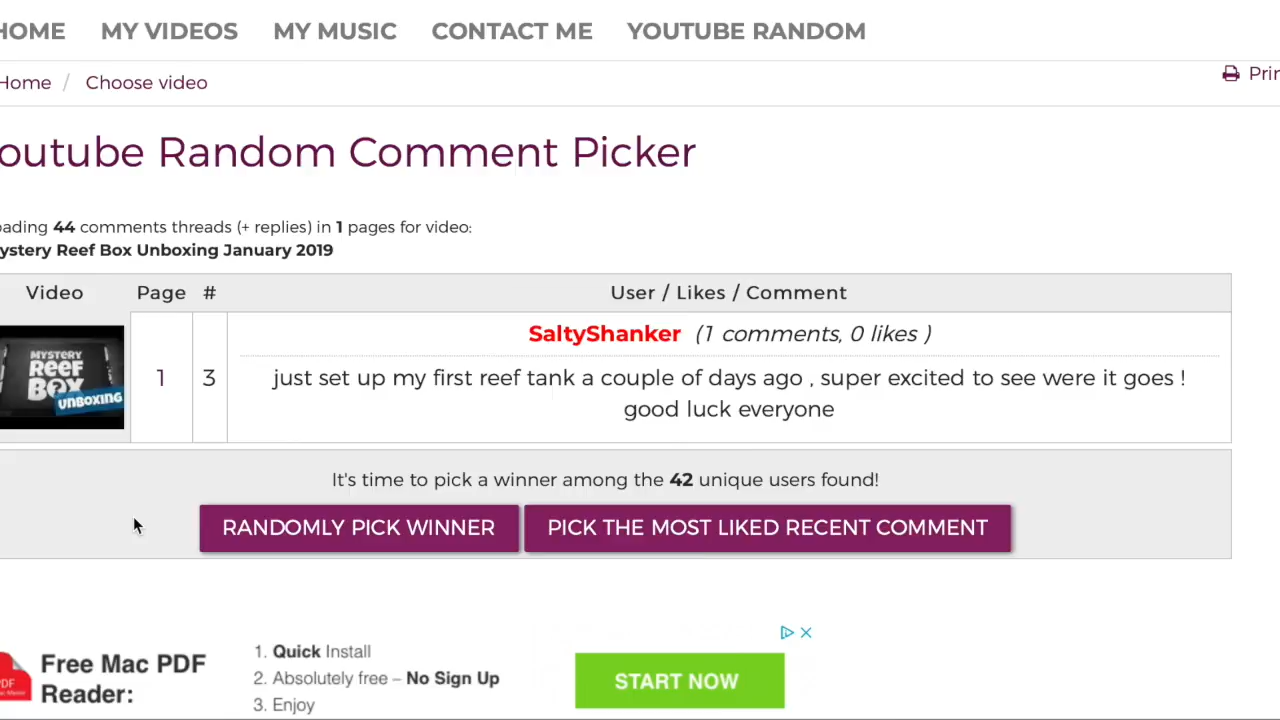 HOME MY VIDEOS MY MUSIC CONTACT ME YOUTUBE RANDOM
Home / Choose video
Prin
outube Random Comment Picker
oading 44 comments threads (+ replies) in 1 pages for video:
ystery Reef Box Unboxing January 2019
Video Page # User / Likes / Comment
SaltyShanker (1 comments, 0 likes )
MYSTERY
REEF
BOX
UNBOXING
1 3 just set up my first reef tank a couple of days ago , super excited to see were it goes !
good luck everyone
It's time to pick a winner among the 42 unique users found!
RANDOMLY PICK WINNER PICK THE MOST LIKED RECENT COMMENT
PDF
Free Mac PDF
Reader:
1. Quick Install
2. Absolutely free – No Sign Up
3. Enjoy
START NOW